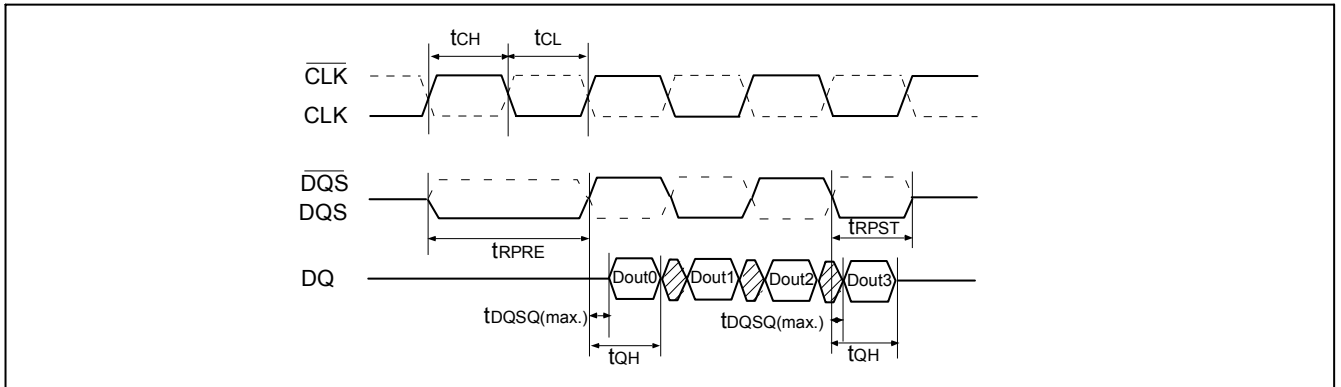 tCH tCL
CLK
CLK
DQS
DQS
tRPRE tRPST
DQ Dout0 Dout1 Dout2 Dout3
tDQSQ(max.) tDQSQ(max.)
tQH tQH